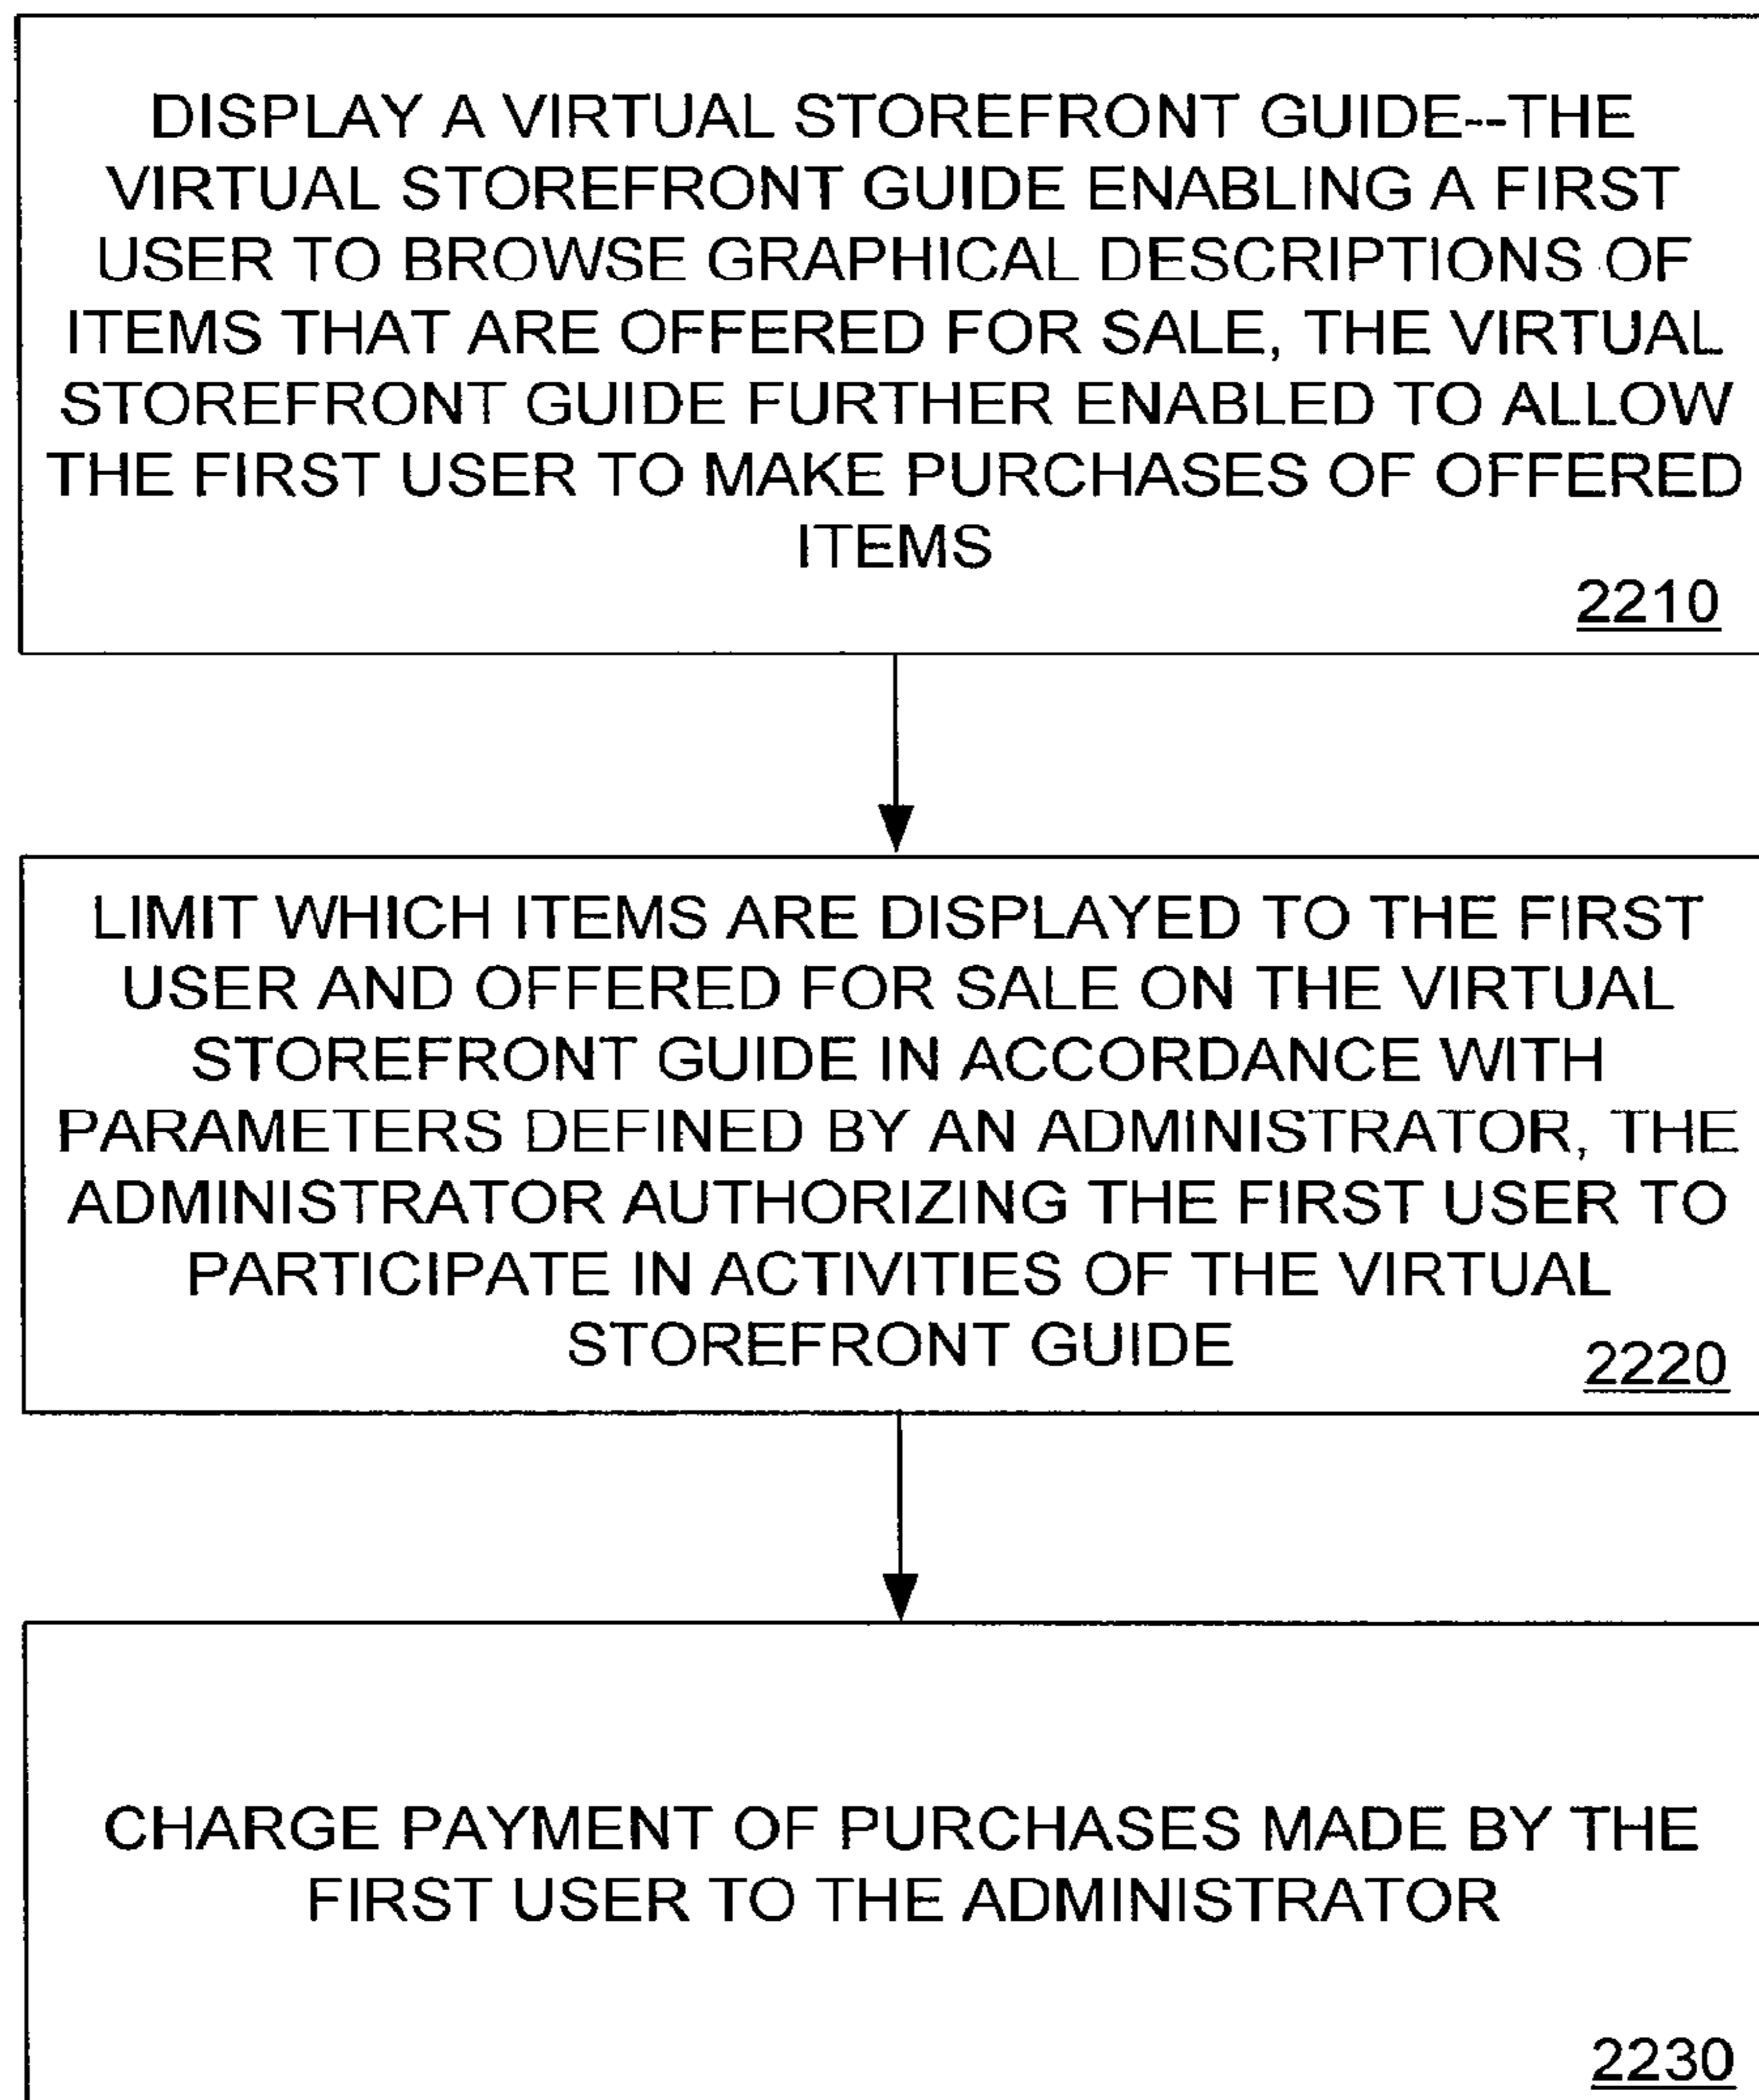 DISPLAY A VIRTUAL STOREFRONT GUIDE--THE
VIRTUAL STOREFRONT GUIDE ENABLING A FIRST
USER TO BROWSE GRAPHICAL DESCRIPTIONS OF
ITEMS THAT ARE OFFERED FOR SALE, THE VIRTUAL
STOREFRONT GUIDE FURTHER ENABLED TO ALLOW
THE FIRST USER TO MAKE PURCHASES OF OFFERED
ITEMS
2210
LIMIT WHICH ITEMS ARE DISPLAYED TO THE FIRST
USER AND OFFERED FOR SALE ON THE VIRTUAL
STOREFRONT GUIDE IN ACCORDANCE WITH
PARAMETERS DEFINED BY AN ADMINISTRATOR, THE
ADMINISTRATOR AUTHORIZING THE FIRST USER TO
PARTICIPATE IN ACTIVITIES OF THE VIRTUAL
STOREFRONT GUIDE
2220
CHARGE PAYMENT OF PURCHASES MADE BY THE
FIRST USER TO THE ADMINISTRATOR
2230